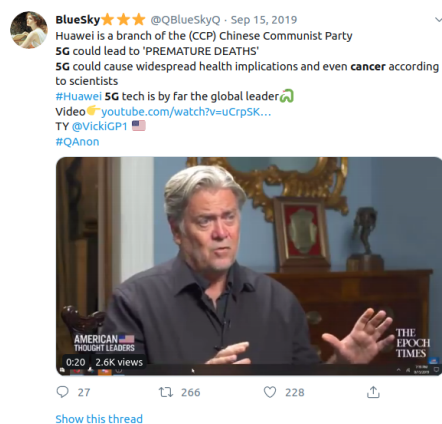 BlueSky @QBlueSkyQ · Sep 15, 2019
Huawei is a branch of the (CCP) Chinese Communist Party
5G could lead to 'PREMATURE DEATHS'
5G could cause widespread health implications and even cancer according
to scientists
#Huawei 5G tech is by far the global leader
Video youtube.com/watch?v=uCrpSK...
TY @VickiGP1
#QAnon
AMERICAN
THOUGHT LEADERS
THE
EPOCH
TIMES
0:20 2.6K views
27 266 228
Show this thread